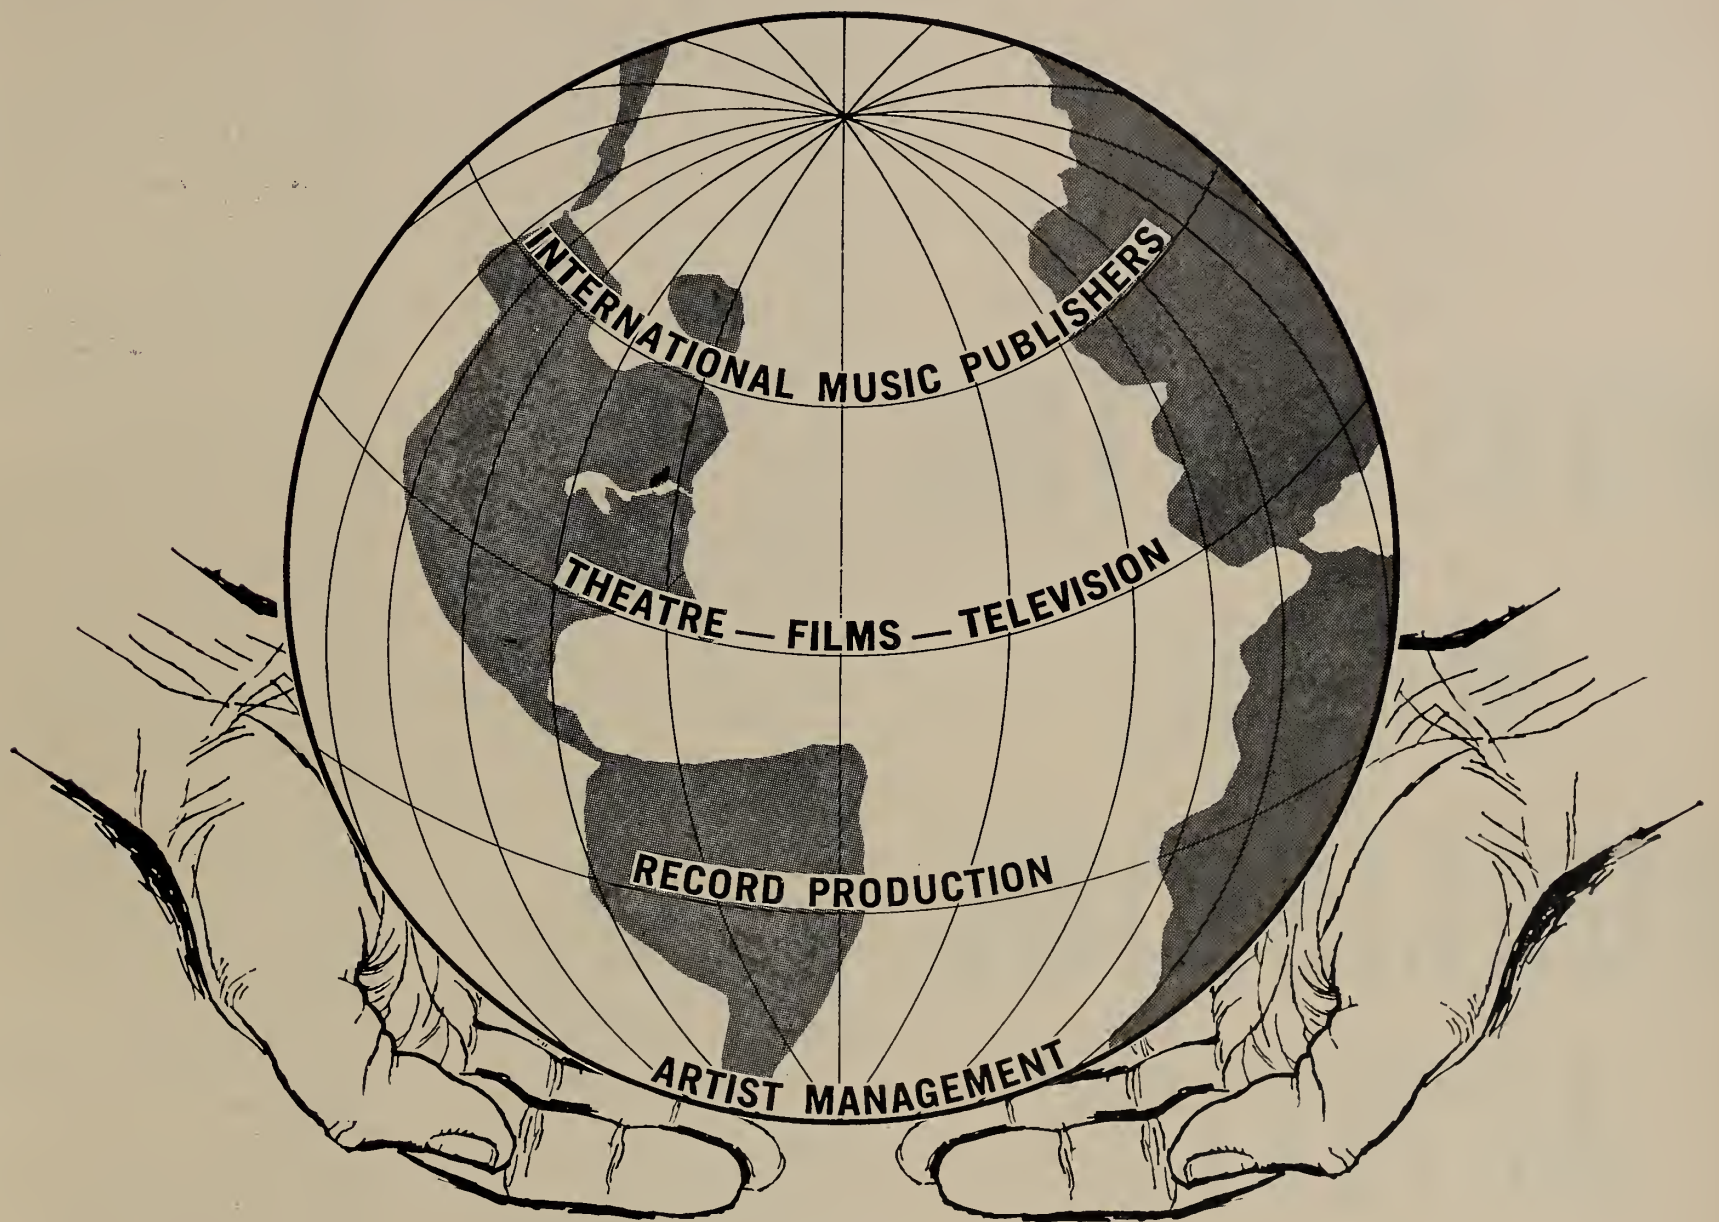 INTERNATIONAL MUSIC PUBLISHERS
THEATRE — FILMS — TELEVISION
RECORD PRODUCTION
ARTIST MANAGEMENT